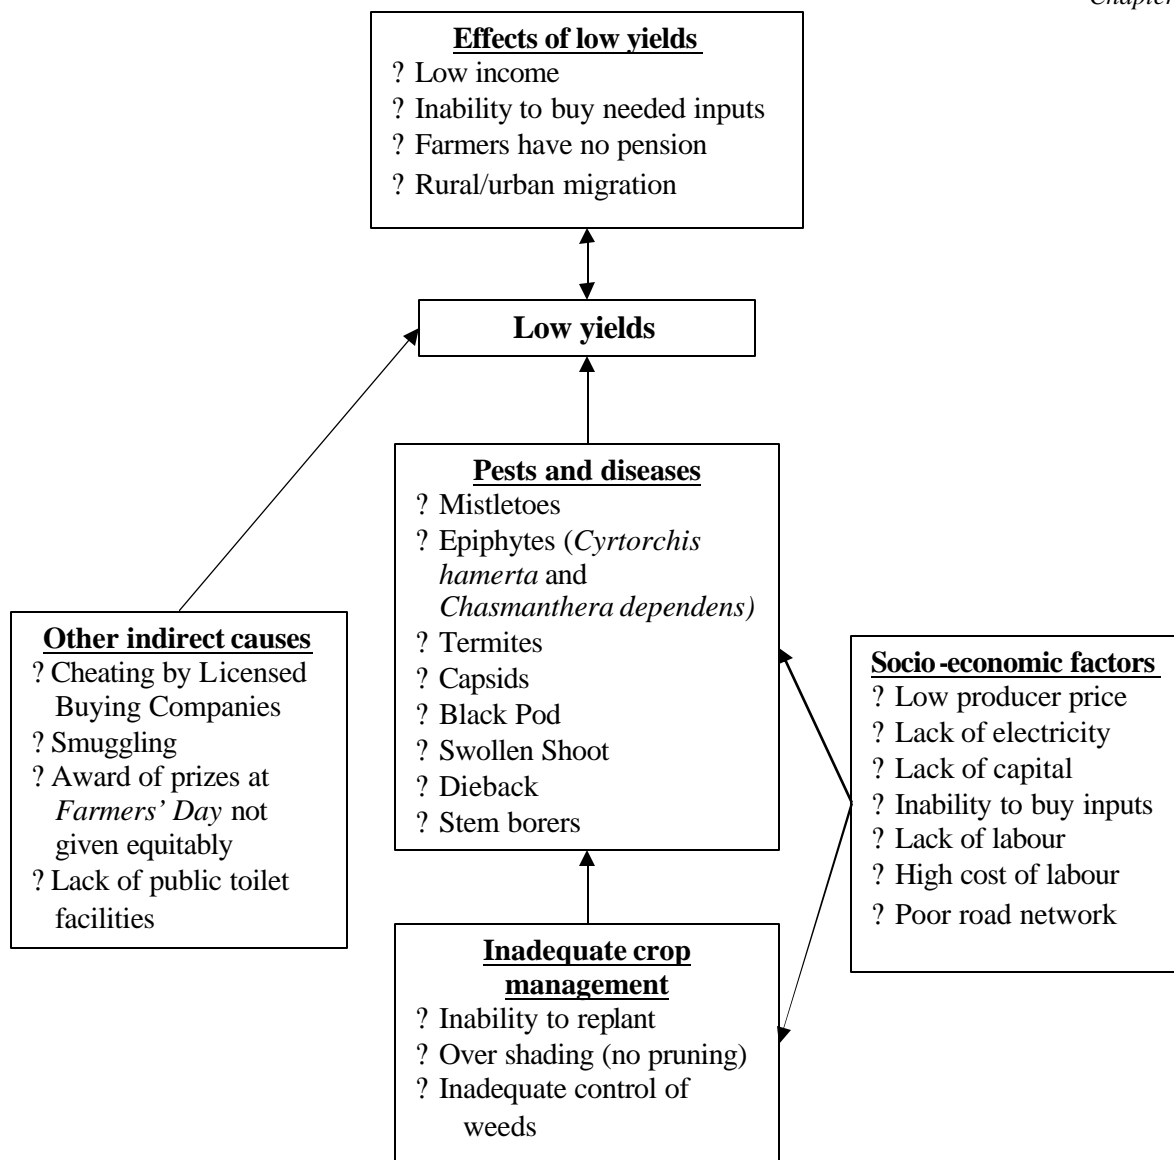 Chapter
Effects of low yields
? Low income
? Inability to buy needed inputs
? Farmers have no pension
? Rural/urban migration
Low yields
Pests and diseases
? Mistletoes
? Epiphytes (Cyrtorchis
hamerta and
Chasmanthera dependens)
? Termites
? Capsids
? Black Pod
? Swollen Shoot
? Dieback
? Stem borers
Other indirect causes
? Cheating by Licensed
Buying Companies
? Smuggling
? Award of prizes at
Farmers’ Day not
given equitably
? Lack of public toilet
facilities
Socio-economic factors
? Low producer price
? Lack of electricity
? Lack of capital
? Inability to buy inputs
? Lack of labour
? High cost of labour
? Poor road network
Inadequate crop
management
? Inability to replant
? Over shading (no pruning)
? Inadequate control of
weeds